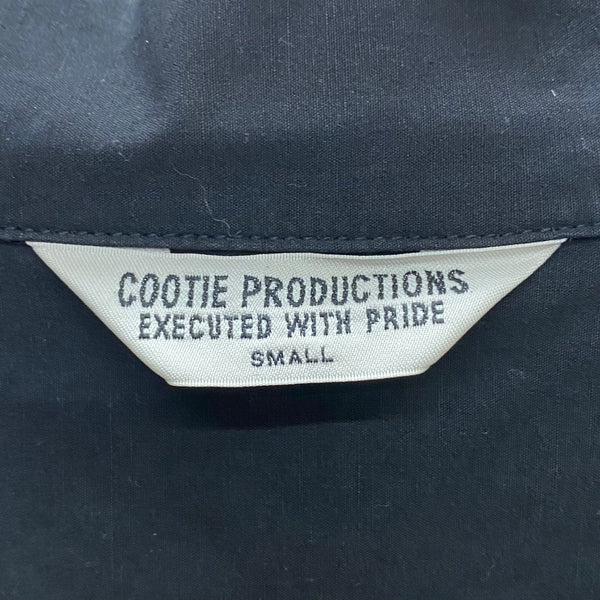 COOTIE PRODUCTIONS
EXECUTED WITH PRIDE
SMALL